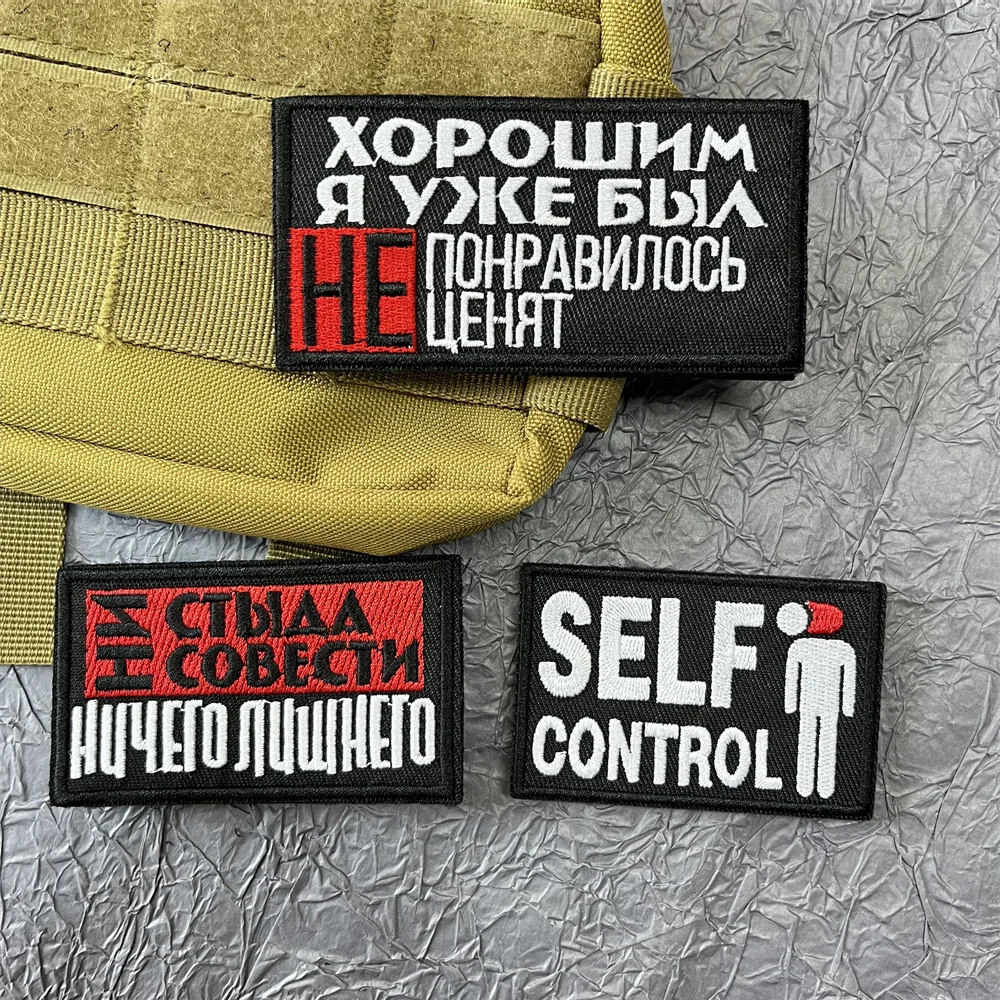 ХОРОШИМ
Я УЖЕ БЫЛ
НЕ ПОНРАВИЛОСЬ
ЦЕНЯТ
НИ СТЫДА
СОВЕСТИ
НИЧЕГО ЛИШНЕГО
SELF
CONTROL